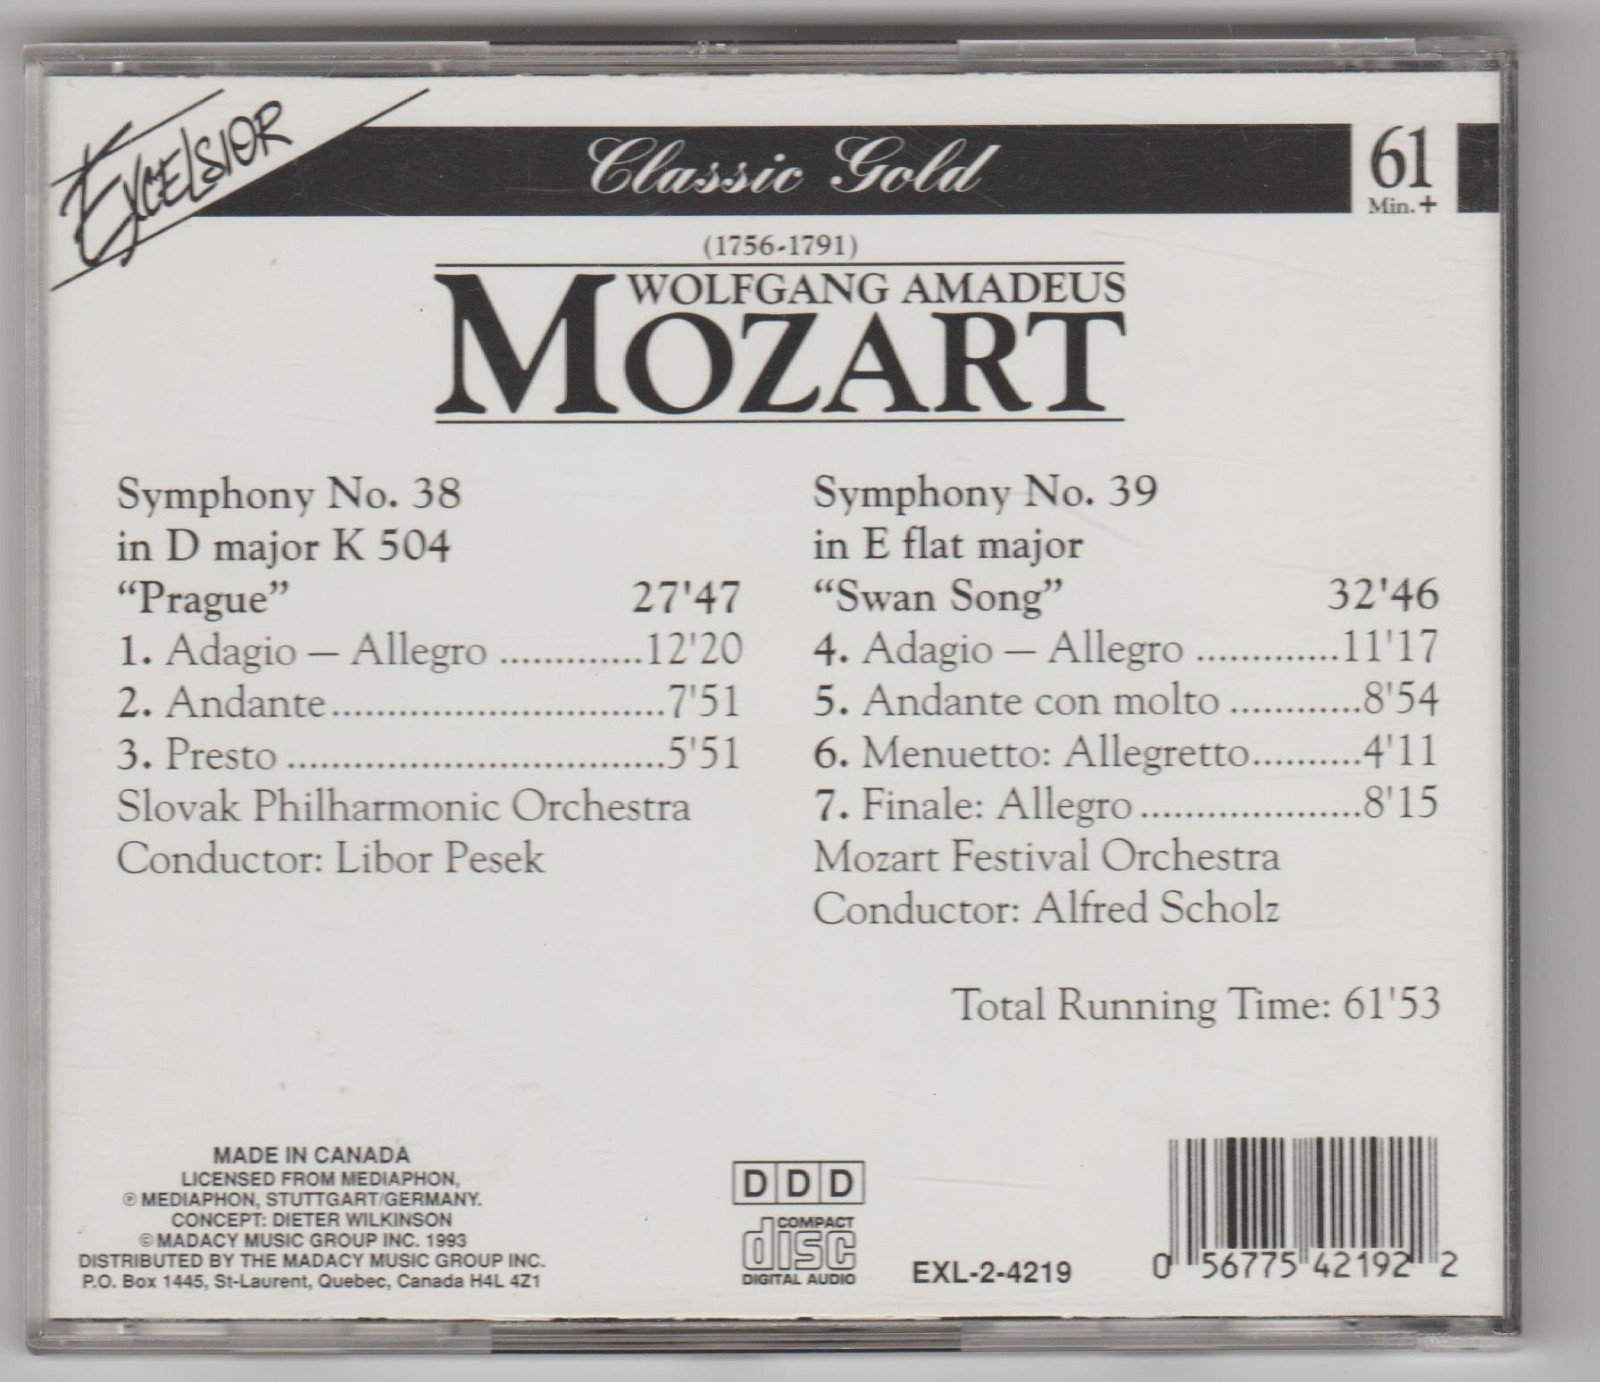 EXCELSIOR
Classic Gold
61
Min.+
(1756-1791)
WOLFGANG AMADEUS
MOZART
Symphony No. 38
in D major K 504
“Prague” 27'47
1. Adagio — Allegro .............12'20
2. Andante..............................7'51
3. Presto ..................................5'51
Slovak Philharmonic Orchestra
Conductor: Libor Pesek
Symphony No. 39
in E flat major
“Swan Song” 32'46
4. Adagio — Allegro .............11'17
5. Andante con molto ............8'54
6. Menuetto: Allegretto..........4'11
7. Finale: Allegro ....................8'15
Mozart Festival Orchestra
Conductor: Alfred Scholz
Total Running Time: 61'53
MADE IN CANADA
LICENSED FROM MEDIAPHON,
℗ MEDIAPHON, STUTTGART/GERMANY.
CONCEPT: DIETER WILKINSON
© MADACY MUSIC GROUP INC. 1993
DISTRIBUTED BY THE MADACY MUSIC GROUP INC.
P.O. Box 1445, St-Laurent, Quebec, Canada H4L 4Z1
DDD
COMPACT
disc
DIGITAL AUDIO
EXL-2-4219
0 56775 42192 2